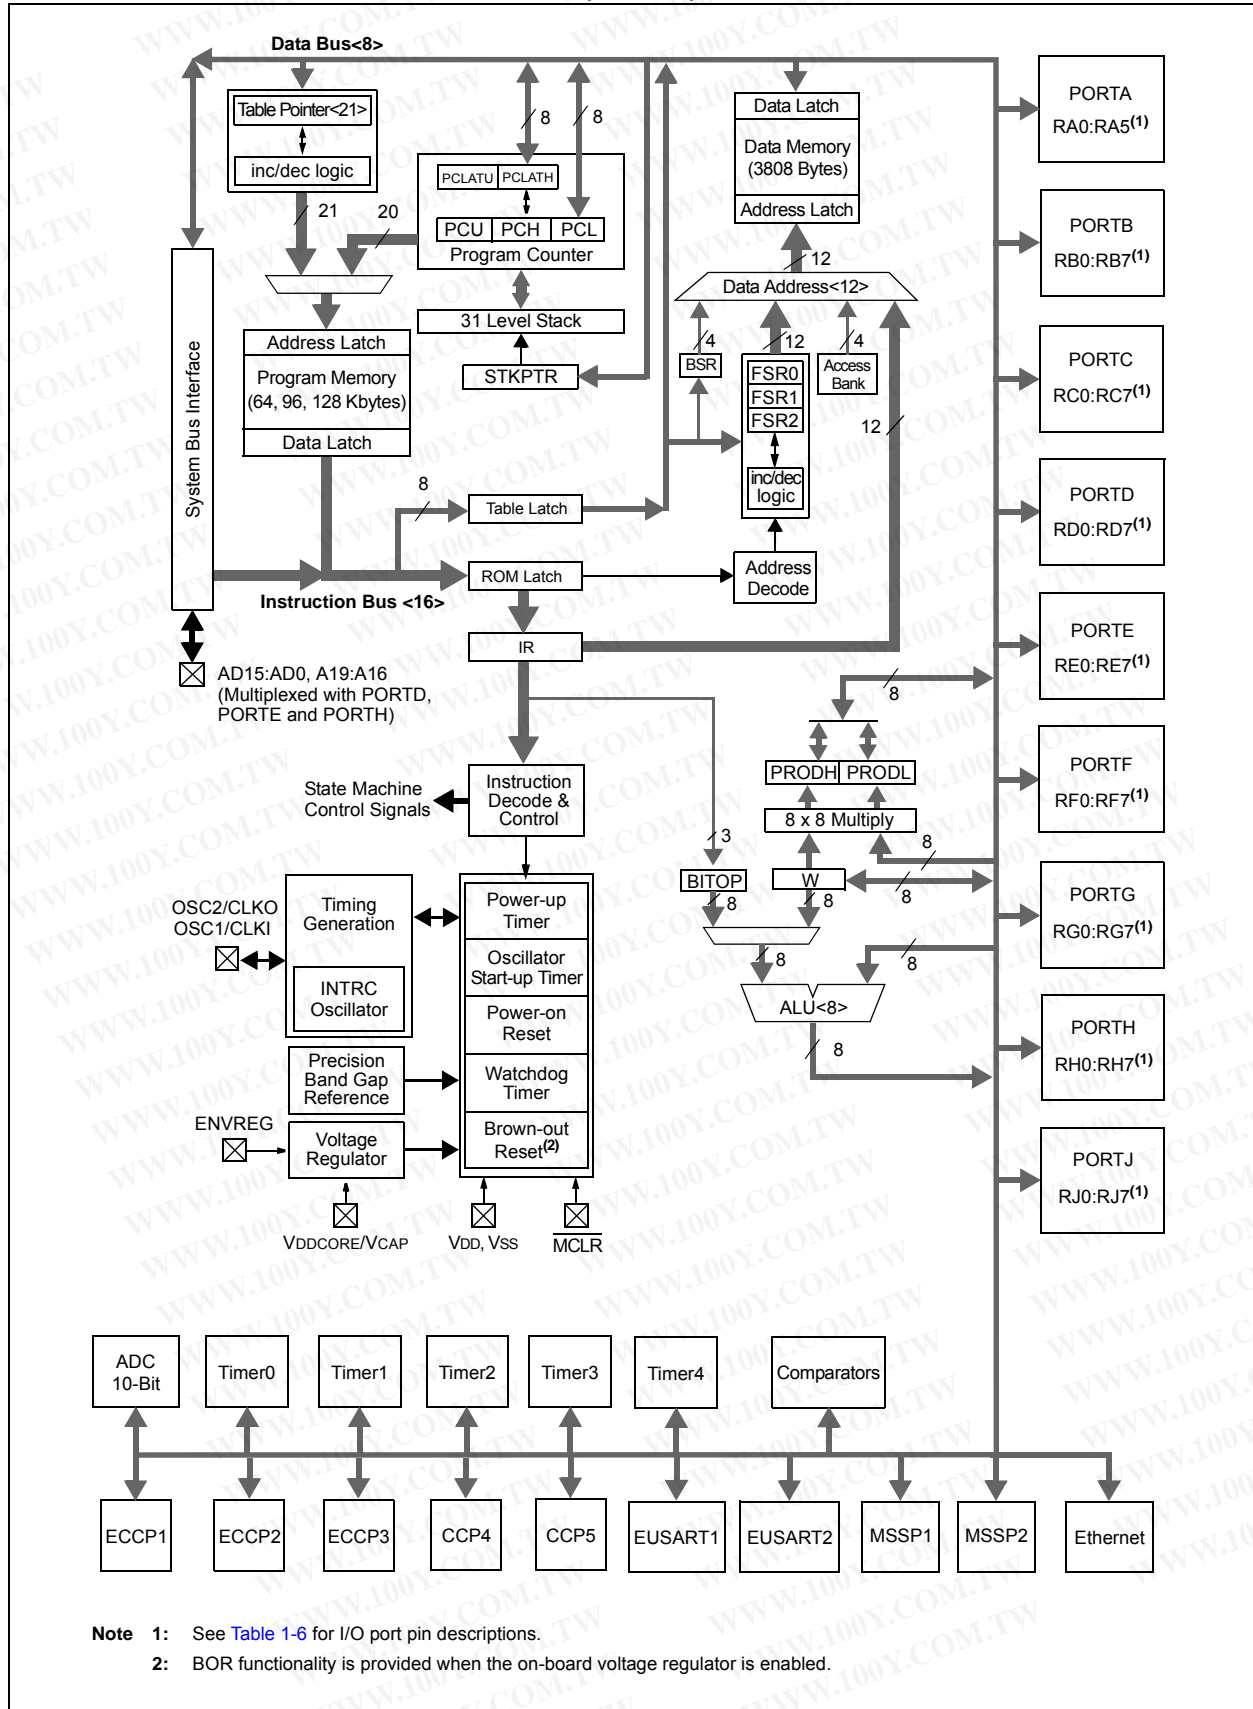 Data Bus<8>
Table Pointer<21>
inc/dec logic
21
20
8
8
PCLATU PCLATH
PCU PCH PCL
Program Counter
31 Level Stack
STKPTR
Data Latch
Data Memory
(3808 Bytes)
Address Latch
12
Data Address<12>
4
12
4
BSR
FSR0
FSR1
FSR2
Access
Bank
inc/dec
logic
12
Address
Decode
System Bus Interface
Address Latch
Program Memory
(64, 96, 128 Kbytes)
Data Latch
8
Table Latch
ROM Latch
Instruction Bus <16>
IR
AD15:AD0, A19:A16
(Multiplexed with PORTD,
PORTE and PORTH)
8
PRODH PRODL
8 x 8 Multiply
State Machine
Control Signals
Instruction
Decode &
Control
3
8
BITOP
W
8
8
8
8
8
ALU<8>
8
OSC2/CLKO
OSC1/CLKI
Timing
Generation
INTRC
Oscillator
Power-up
Timer
Oscillator
Start-up Timer
Power-on
Reset
Watchdog
Timer
Brown-out
Reset(2)
Precision
Band Gap
Reference
ENVREG
Voltage
Regulator
VDDCORE/VCAP
VDD, VSS
MCLR
PORTA
RA0:RA5(1)
PORTB
RB0:RB7(1)
PORTC
RC0:RC7(1)
PORTD
RD0:RD7(1)
PORTE
RE0:RE7(1)
PORTF
RF0:RF7(1)
PORTG
RG0:RG7(1)
PORTH
RH0:RH7(1)
PORTJ
RJ0:RJ7(1)
ADC
10-Bit
Timer0
Timer1
Timer2
Timer3
Timer4
Comparators
ECCP1
ECCP2
ECCP3
CCP4
CCP5
EUSART1
EUSART2
MSSP1
MSSP2
Ethernet
Note 1: See Table 1-6 for I/O port pin descriptions.
2: BOR functionality is provided when the on-board voltage regulator is enabled.
WWW.100Y.COM.TW